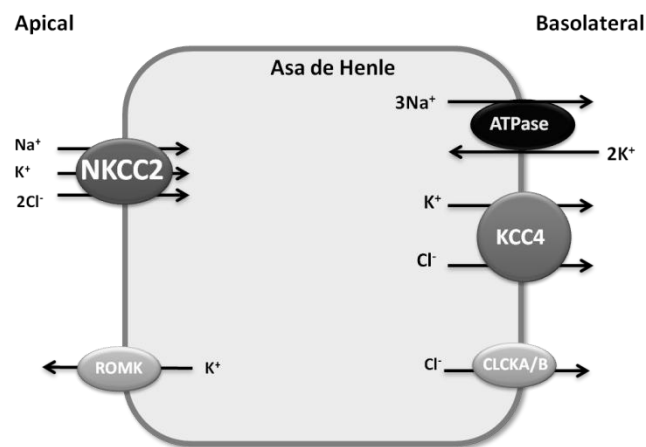 Apical
Basolateral
Asa de Henle
3Na⁺
ATPase
2K⁺
Na⁺
K⁺
2Cl⁻
NKCC2
K⁺
KCC4
Cl⁻
ROMK
K⁺
Cl⁻
CLCKA/B